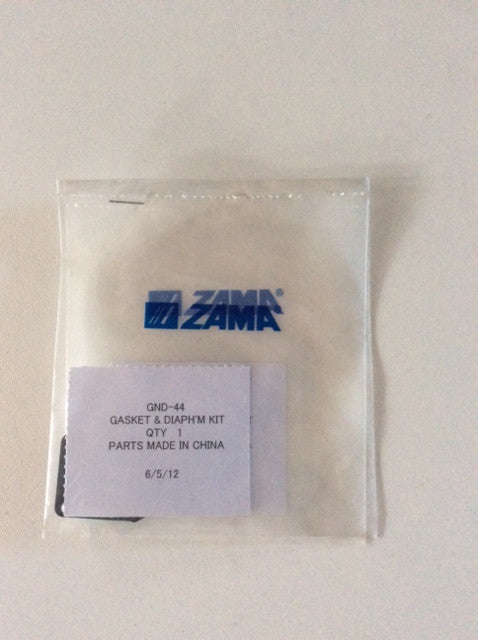 ZAMA®
ZAMA
GND-44
GASKET & DIAPH'M KIT
QTY 1
PARTS MADE IN CHINA
6/5/12